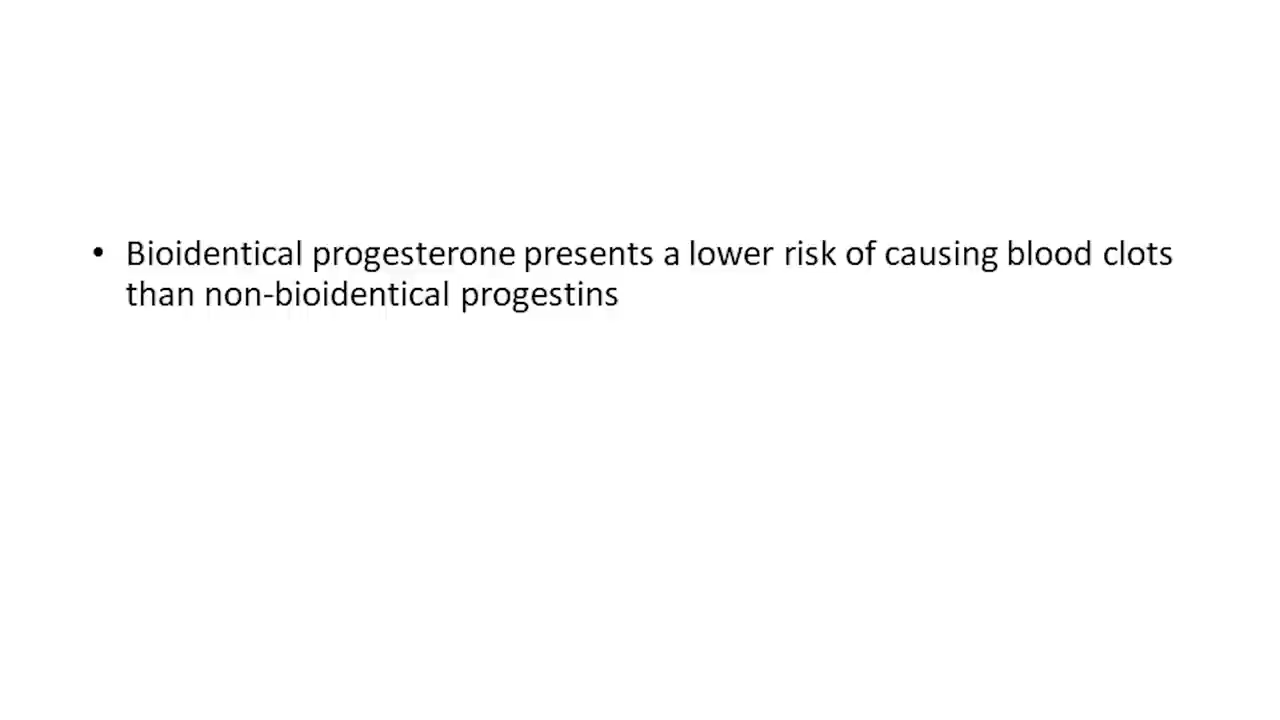 • Bioidentical progesterone presents a lower risk of causing blood clots
than non-bioidentical progestins